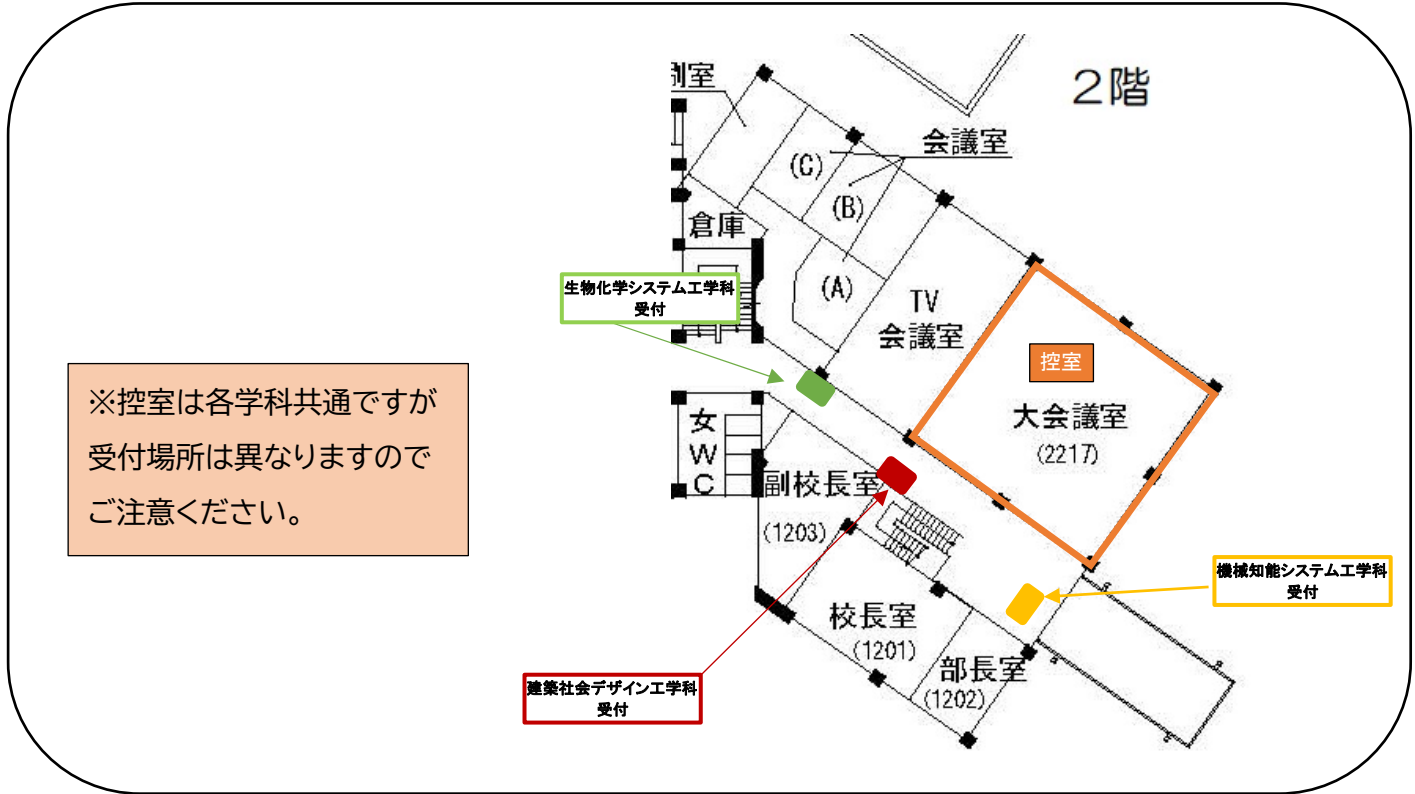 2階
刷室
会議室
(C)
(B)
(A)
倉庫
生物化学システム工学科
受付
TV
会議室
控室
大会議室
(2217)
※控室は各学科共通ですが
受付場所は異なりますので
ご注意ください。
女
W
C
副校長室
(1203)
機械知能システム工学科
受付
校長室
(1201)
部長室
(1202)
建築社会デザイン工学科
受付